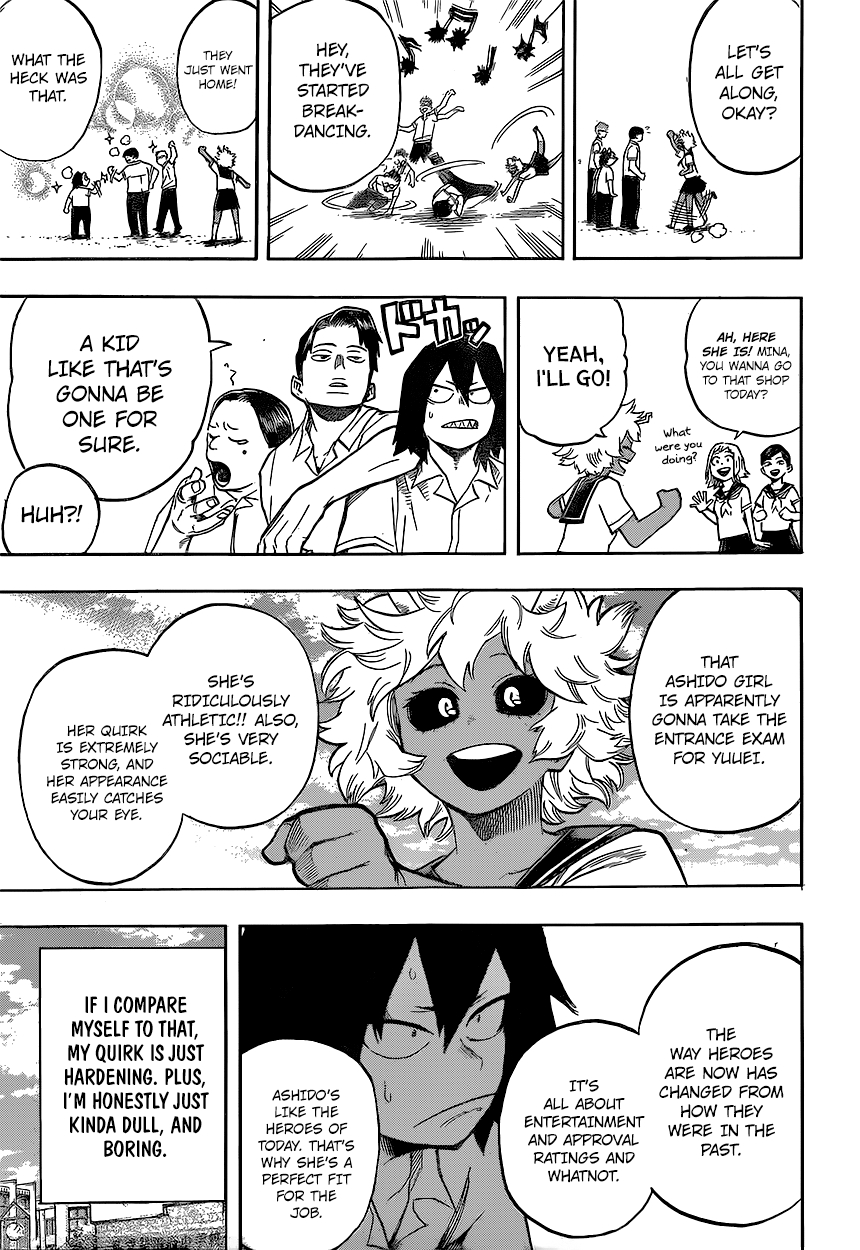 LET'S
ALL GET
ALONG,
OKAY?
HEY,
THEY'VE
STARTED
BREAK-
DANCING.
THEY
JUST WENT
HOME!
WHAT THE
HECK WAS
THAT.
AH, HERE
SHE IS! MINA,
YOU WANNA GO
TO THAT SHOP
TODAY?
What
were you
doing?
YEAH,
I'LL GO!
ドカッ
A KID
LIKE THAT'S
GONNA BE
ONE FOR
SURE.
HUH?!
THAT
ASHIDO GIRL
IS APPARENTLY
GONNA TAKE THE
ENTRANCE EXAM
FOR YUUEI.
SHE'S
RIDICULOUSLY
ATHLETIC!! ALSO,
SHE'S VERY
SOCIABLE.
HER QUIRK
IS EXTREMELY
STRONG, AND
HER APPEARANCE
EASILY CATCHES
YOUR EYE.
THE
WAY HEROES
ARE NOW HAS
CHANGED FROM
HOW THEY
WERE IN THE
PAST.
IT'S
ALL ABOUT
ENTERTAINMENT
AND APPROVAL
RATINGS AND
WHATNOT.
ASHIDO'S
LIKE THE
HEROES OF
TODAY. THAT'S
WHY SHE'S A
PERFECT FIT
FOR THE
JOB.
IF I COMPARE
MYSELF TO THAT,
MY QUIRK IS JUST
HARDENING. PLUS,
I'M HONESTLY JUST
KINDA DULL, AND
BORING.